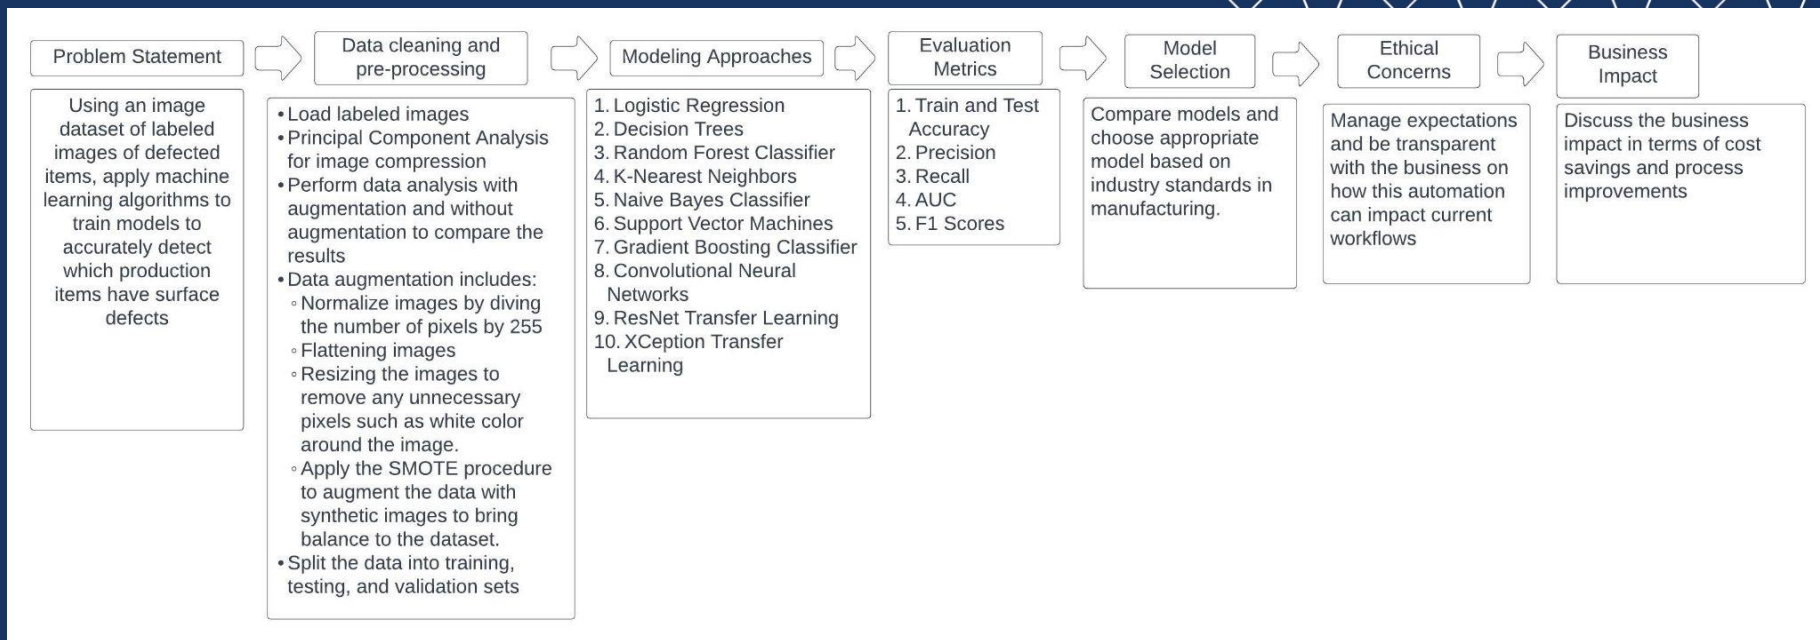 Problem Statement
Using an image
dataset of labeled
images of defected
items, apply machine
learning algorithms to
train models to
accurately detect
which production
items have surface
defects
Data cleaning and
pre-processing
• Load labeled images
• Principal Component Analysis
for image compression
• Perform data analysis with
augmentation and without
augmentation to compare the
results
• Data augmentation includes:
◦ Normalize images by diving
the number of pixels by 255
◦ Flattening images
◦ Resizing the images to
remove any unnecessary
pixels such as white color
around the image.
◦ Apply the SMOTE procedure
to augment the data with
synthetic images to bring
balance to the dataset.
• Split the data into training,
testing, and validation sets
Modeling Approaches
1. Logistic Regression
2. Decision Trees
3. Random Forest Classifier
4. K-Nearest Neighbors
5. Naive Bayes Classifier
6. Support Vector Machines
7. Gradient Boosting Classifier
8. Convolutional Neural
Networks
9. ResNet Transfer Learning
10. XCeption Transfer
Learning
Evaluation
Metrics
1. Train and Test
Accuracy
2. Precision
3. Recall
4. AUC
5. F1 Scores
Model
Selection
Compare models and
choose appropriate
model based on
industry standards in
manufacturing.
Ethical
Concerns
Manage expectations
and be transparent
with the business on
how this automation
can impact current
workflows
Business
Impact
Discuss the business
impact in terms of cost
savings and process
improvements